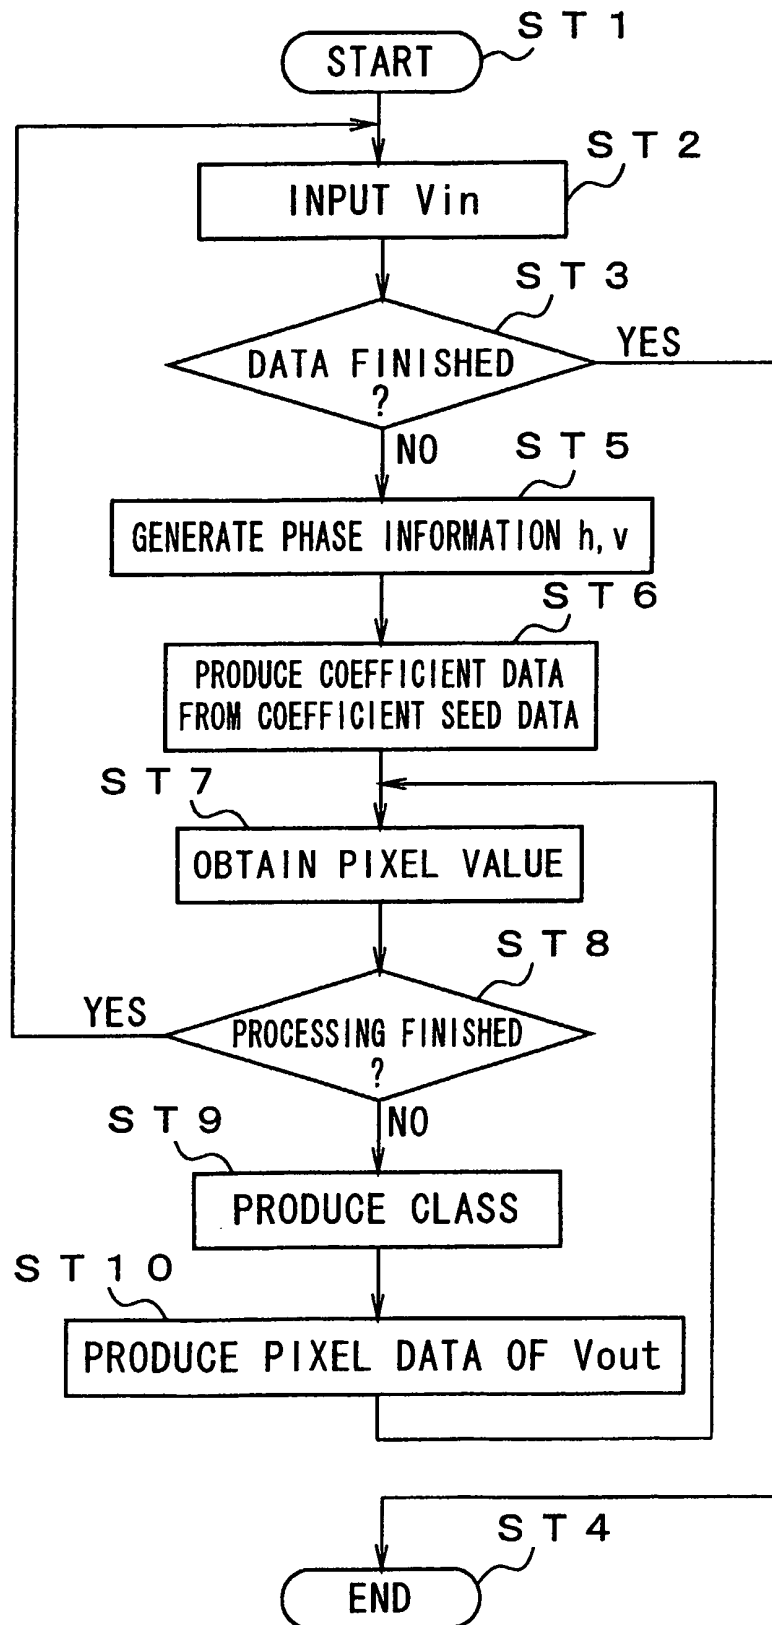 ST1
START
ST2
INPUT Vin
ST3
DATA FINISHED
?
YES
NO
ST5
GENERATE PHASE INFORMATION h, v
ST6
PRODUCE COEFFICIENT DATA
FROM COEFFICIENT SEED DATA
ST7
OBTAIN PIXEL VALUE
ST8
YES
PROCESSING FINISHED
?
NO
ST9
PRODUCE CLASS
ST10
PRODUCE PIXEL DATA OF Vout
ST4
END